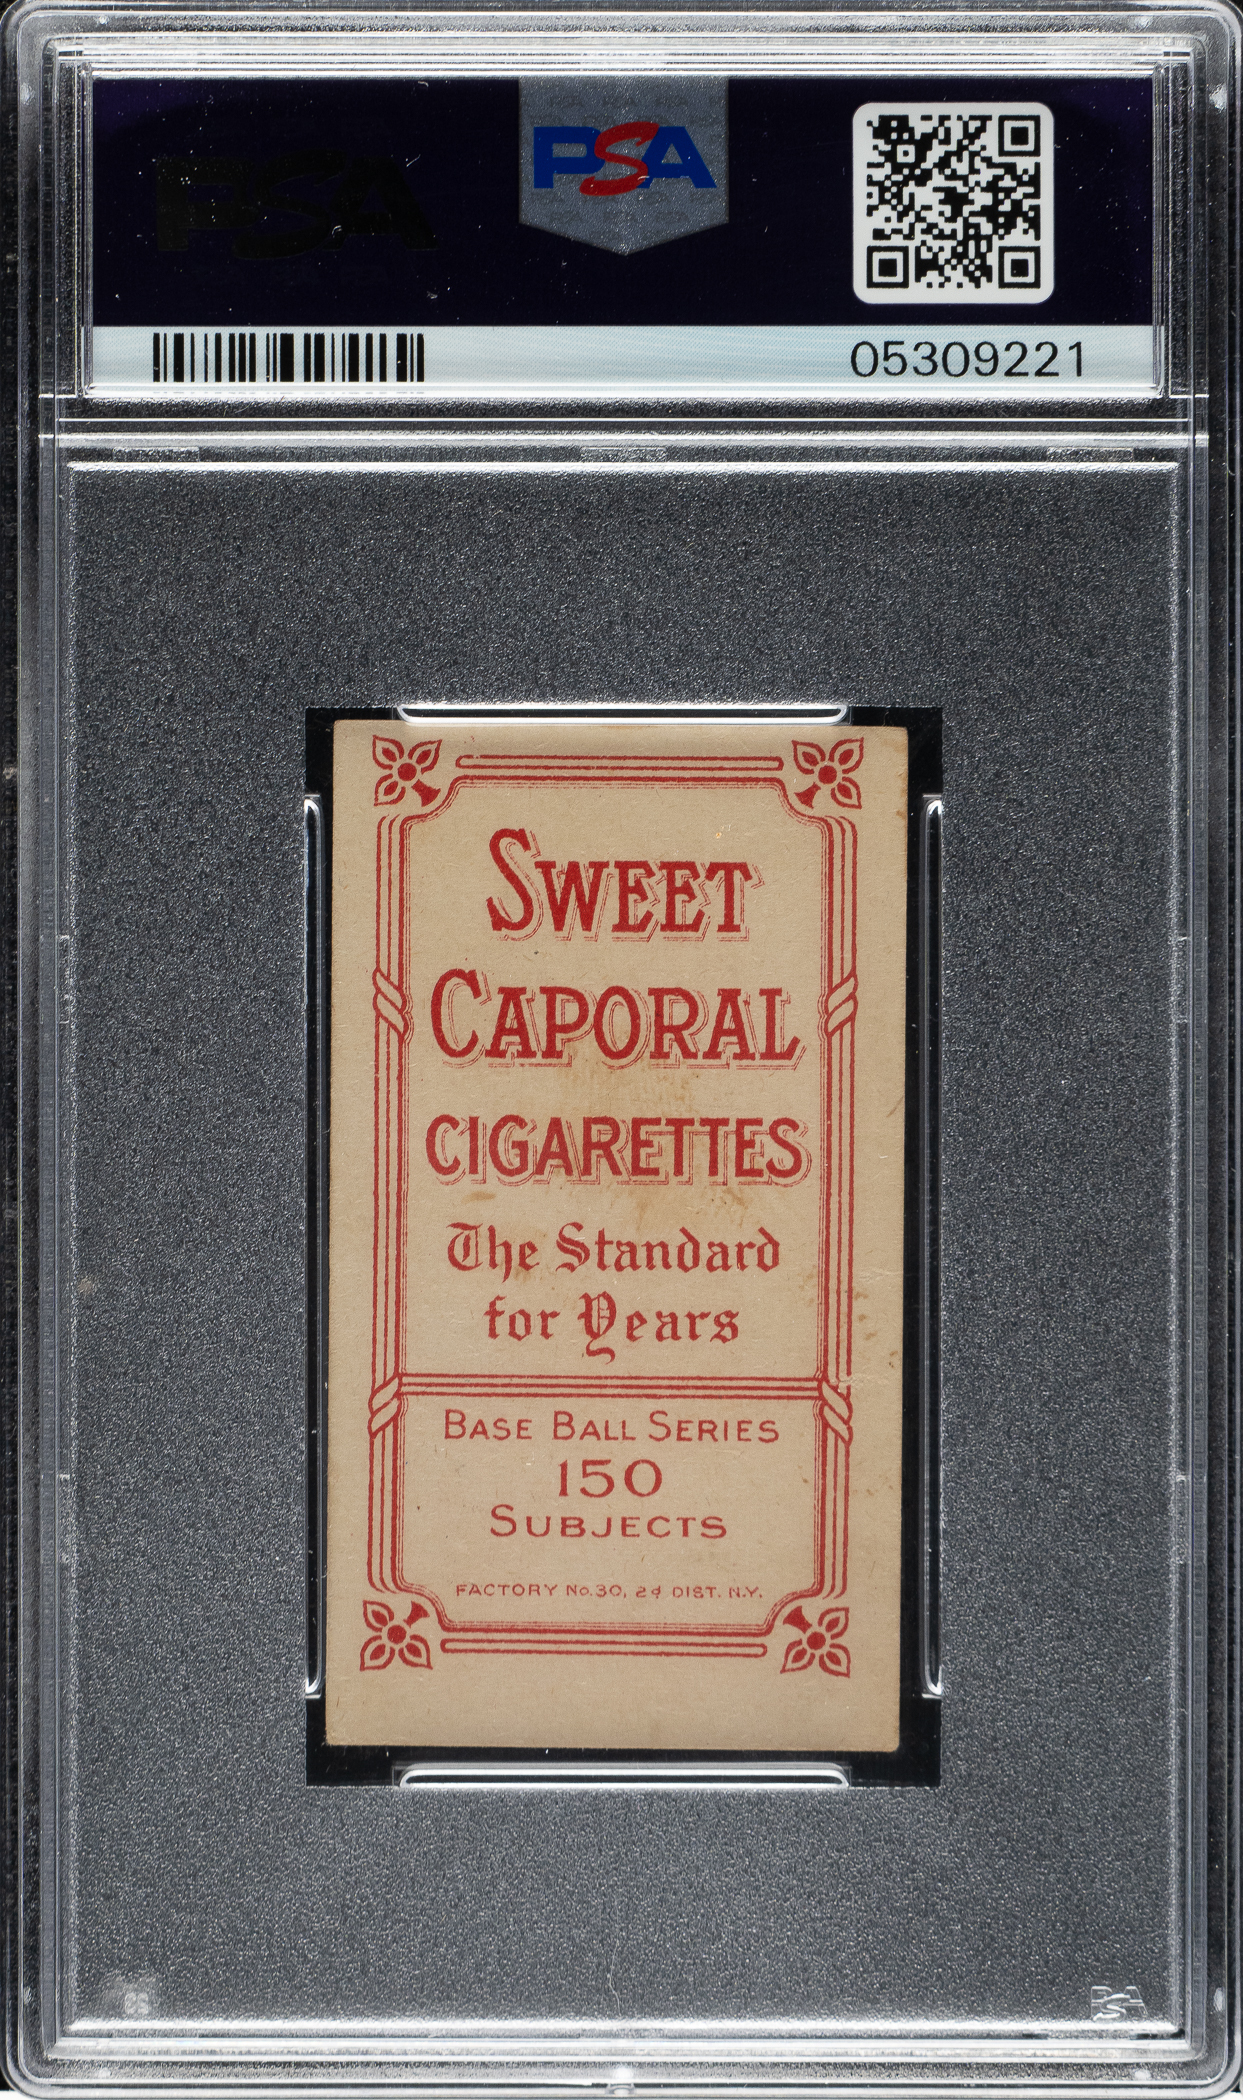 PSA
PSA
05309221
SWEET
CAPORAL
CIGARETTES
The Standard
for Years
BASE BALL SERIES
150
SUBJECTS
FACTORY No. 30, 2d DIST. N.Y.
PSA